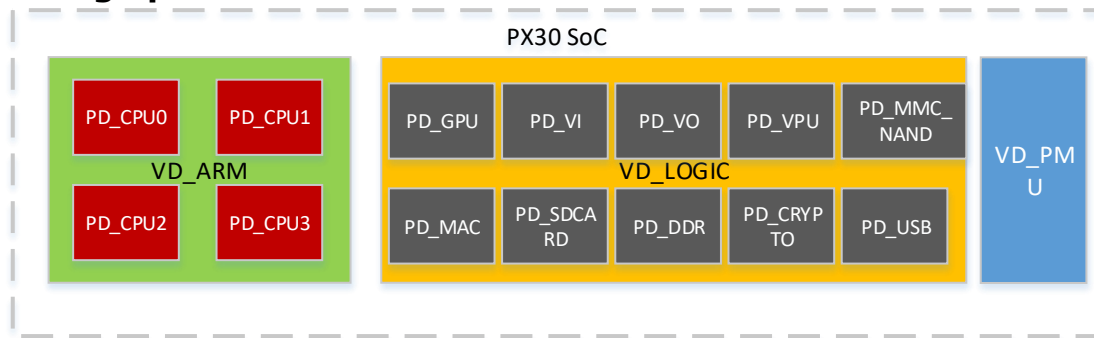 PX30 SoC
PD_CPU0
PD_CPU1
VD_ARM
PD_CPU2
PD_CPU3
PD_GPU
PD_VI
PD_VO
PD_VPU
PD_MMC_
NAND
VD_LOGIC
PD_MAC
PD_SDCA
RD
PD_DDR
PD_CRYP
TO
PD_USB
VD_PM
U